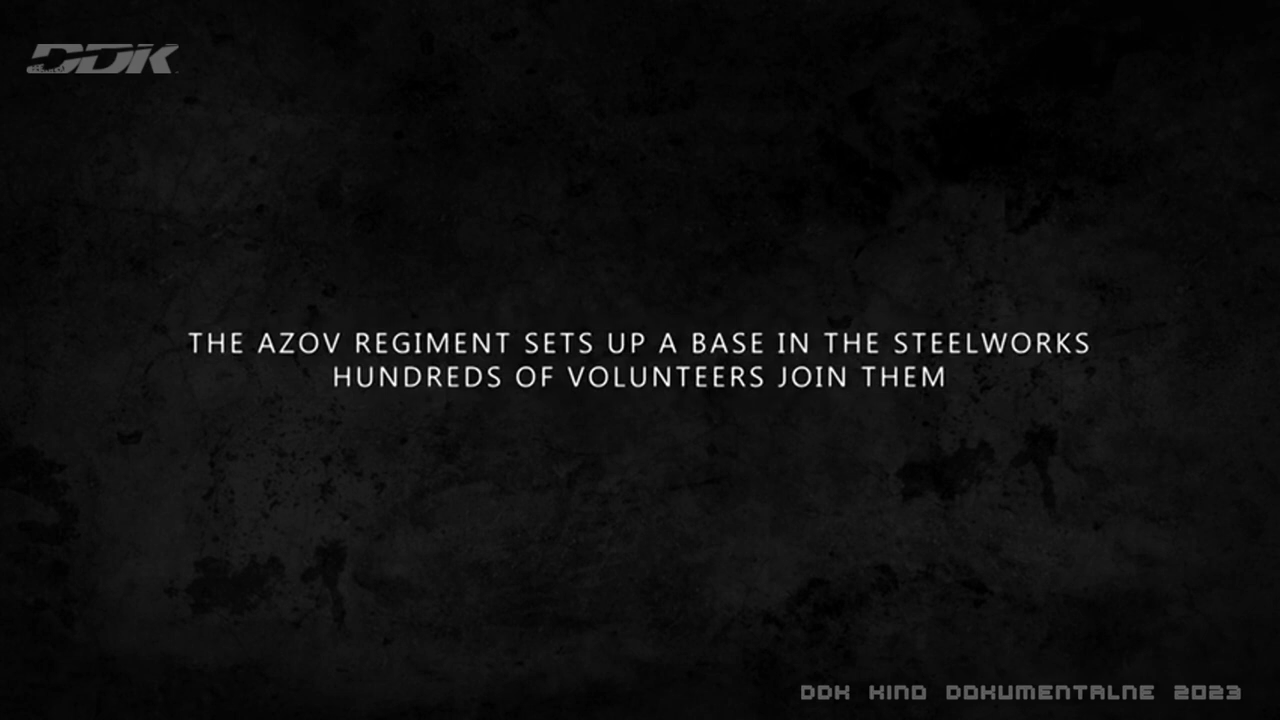 DDK
THE AZOV REGIMENT SETS UP A BASE IN THE STEELWORKS
HUNDREDS OF VOLUNTEERS JOIN THEM
DDK KINO DOKUMENTALNE 2023